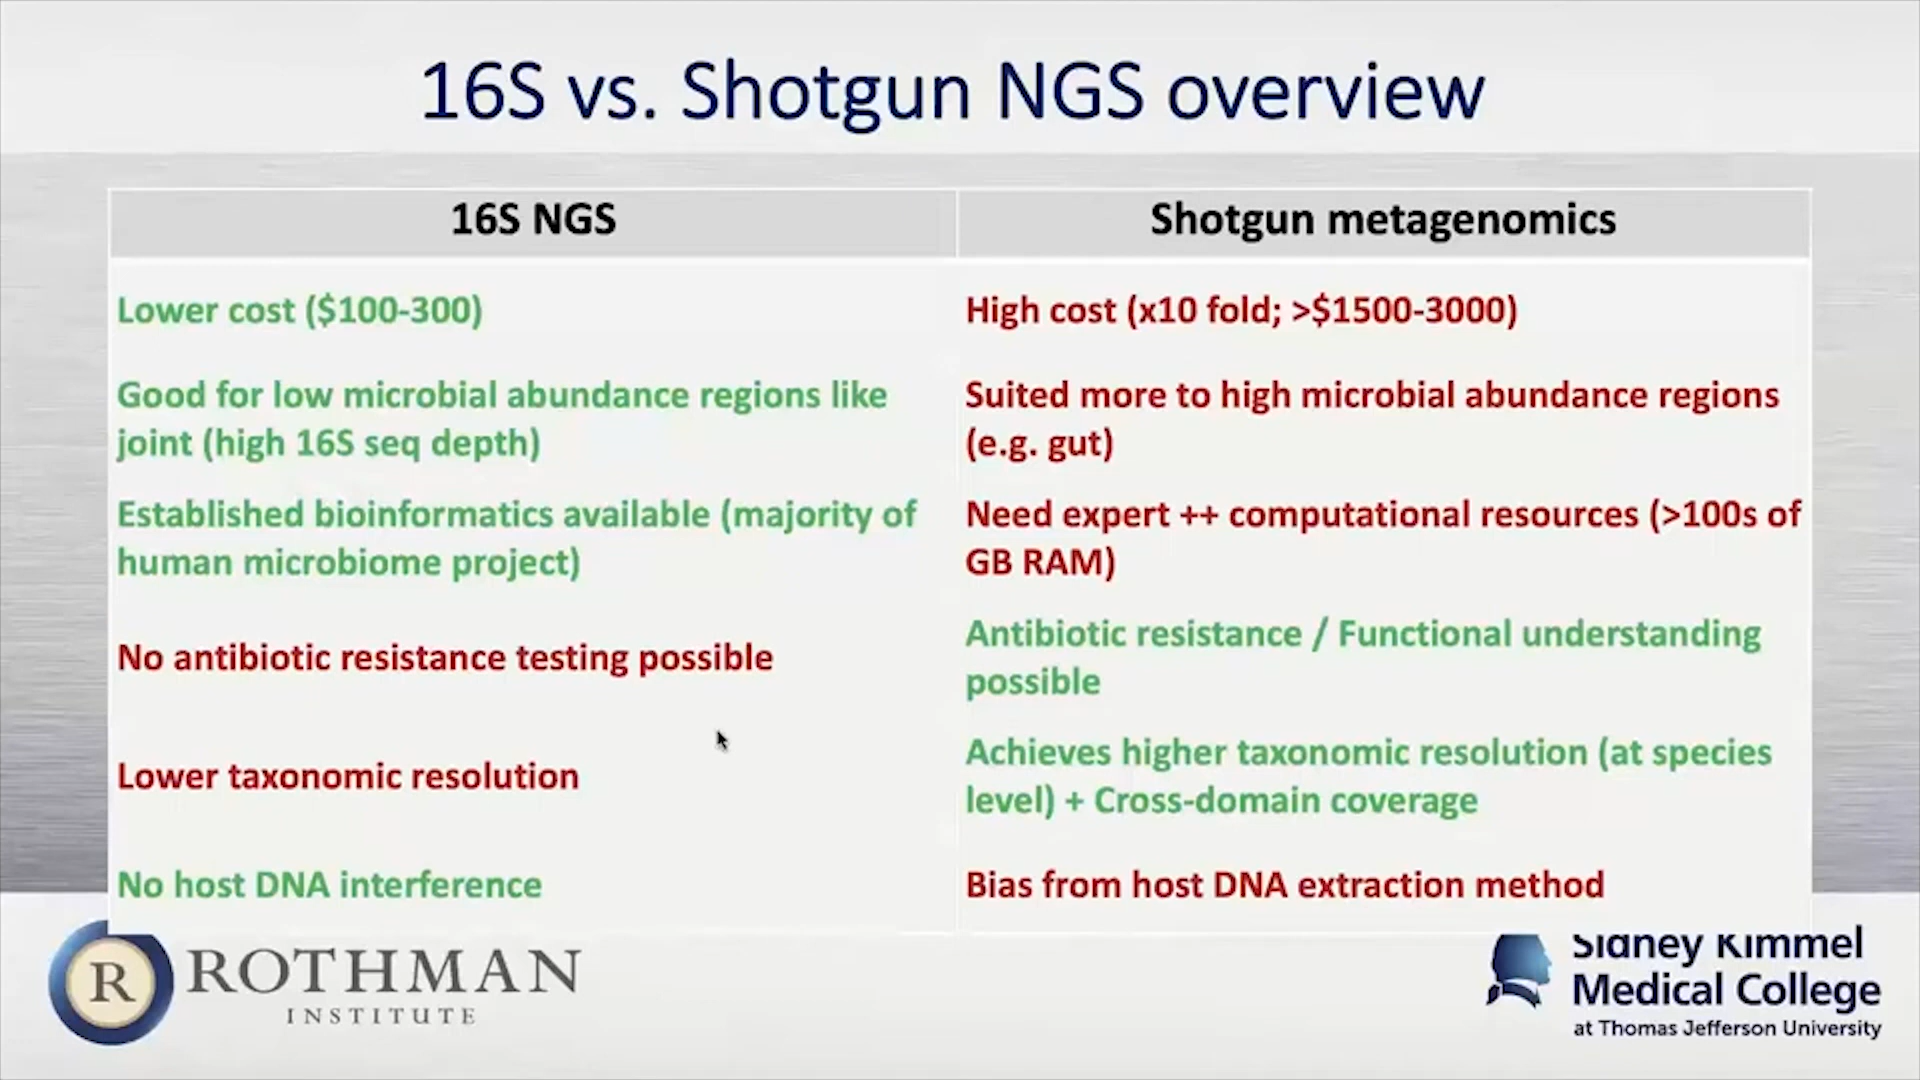 16S vs. Shotgun NGS overview
16S NGS
Shotgun metagenomics
Lower cost ($100-300)
High cost (x10 fold; >$1500-3000)
Good for low microbial abundance regions like
joint (high 16S seq depth)
Suited more to high microbial abundance regions
(e.g. gut)
Established bioinformatics available (majority of
human microbiome project)
Need expert ++ computational resources (>100s of
GB RAM)
No antibiotic resistance testing possible
Antibiotic resistance / Functional understanding
possible
Lower taxonomic resolution
Achieves higher taxonomic resolution (at species
level) + Cross-domain coverage
No host DNA interference
Bias from host DNA extraction method
R
ROTHMAN
INSTITUTE
Sidney Kimmel
Medical College
at Thomas Jefferson University